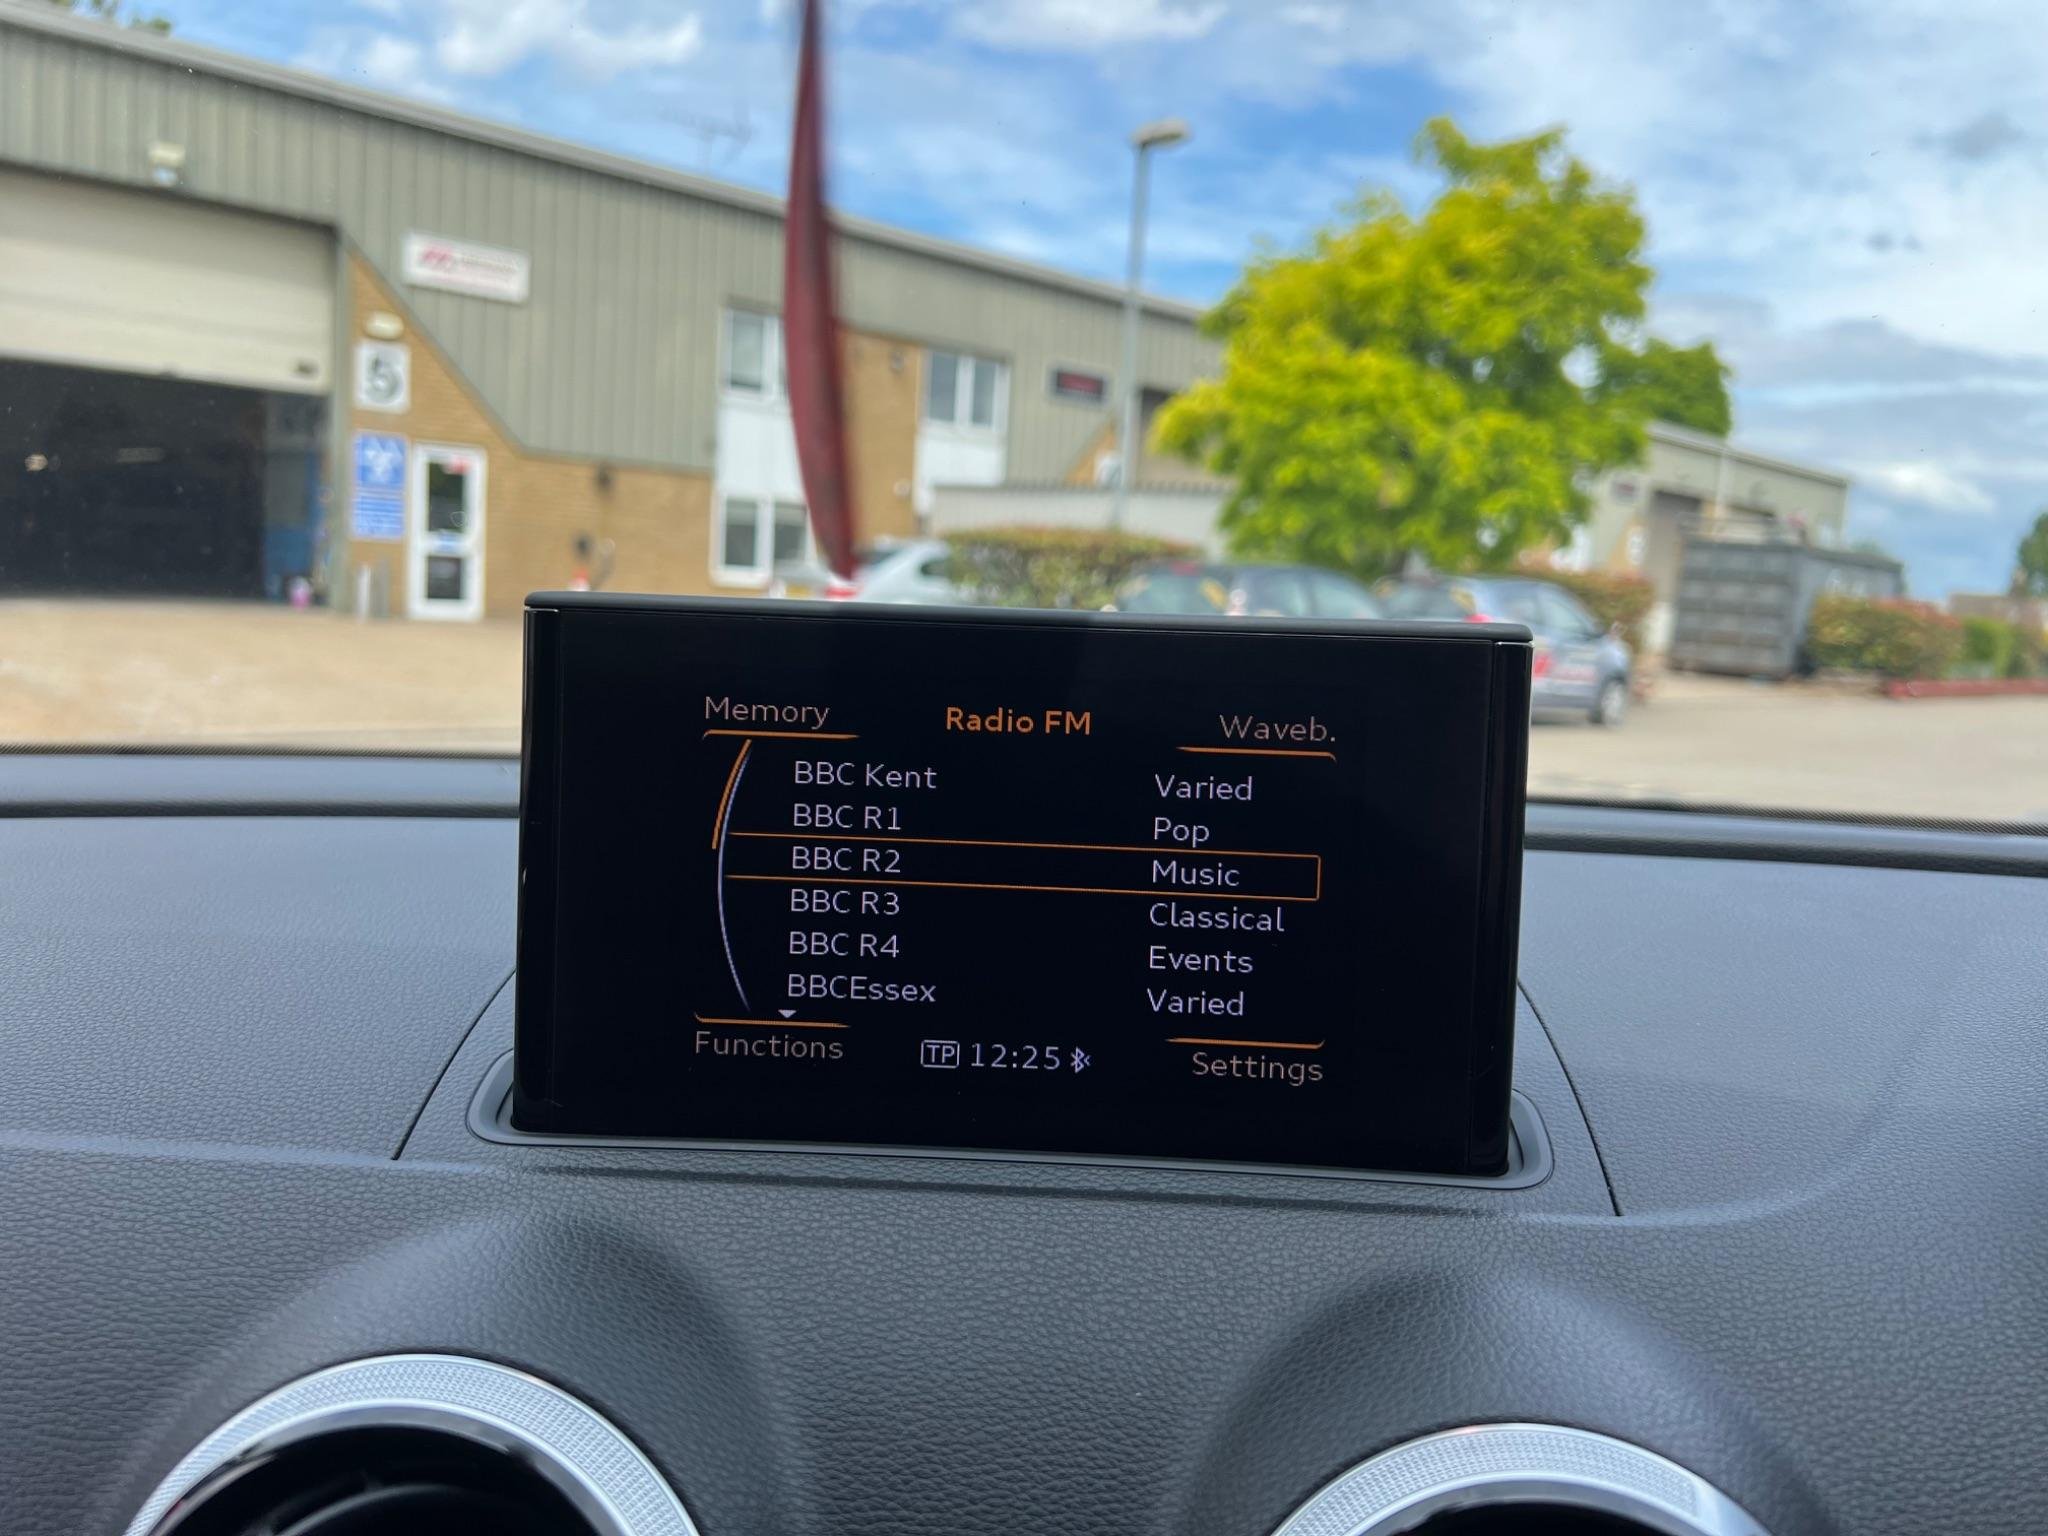 5
Memory Radio FM Waveb.
BBC Kent Varied
BBC R1 Pop
BBC R2 Music
BBC R3 Classical
BBC R4 Events
BBCEssex Varied
Functions TP 12:25 Settings